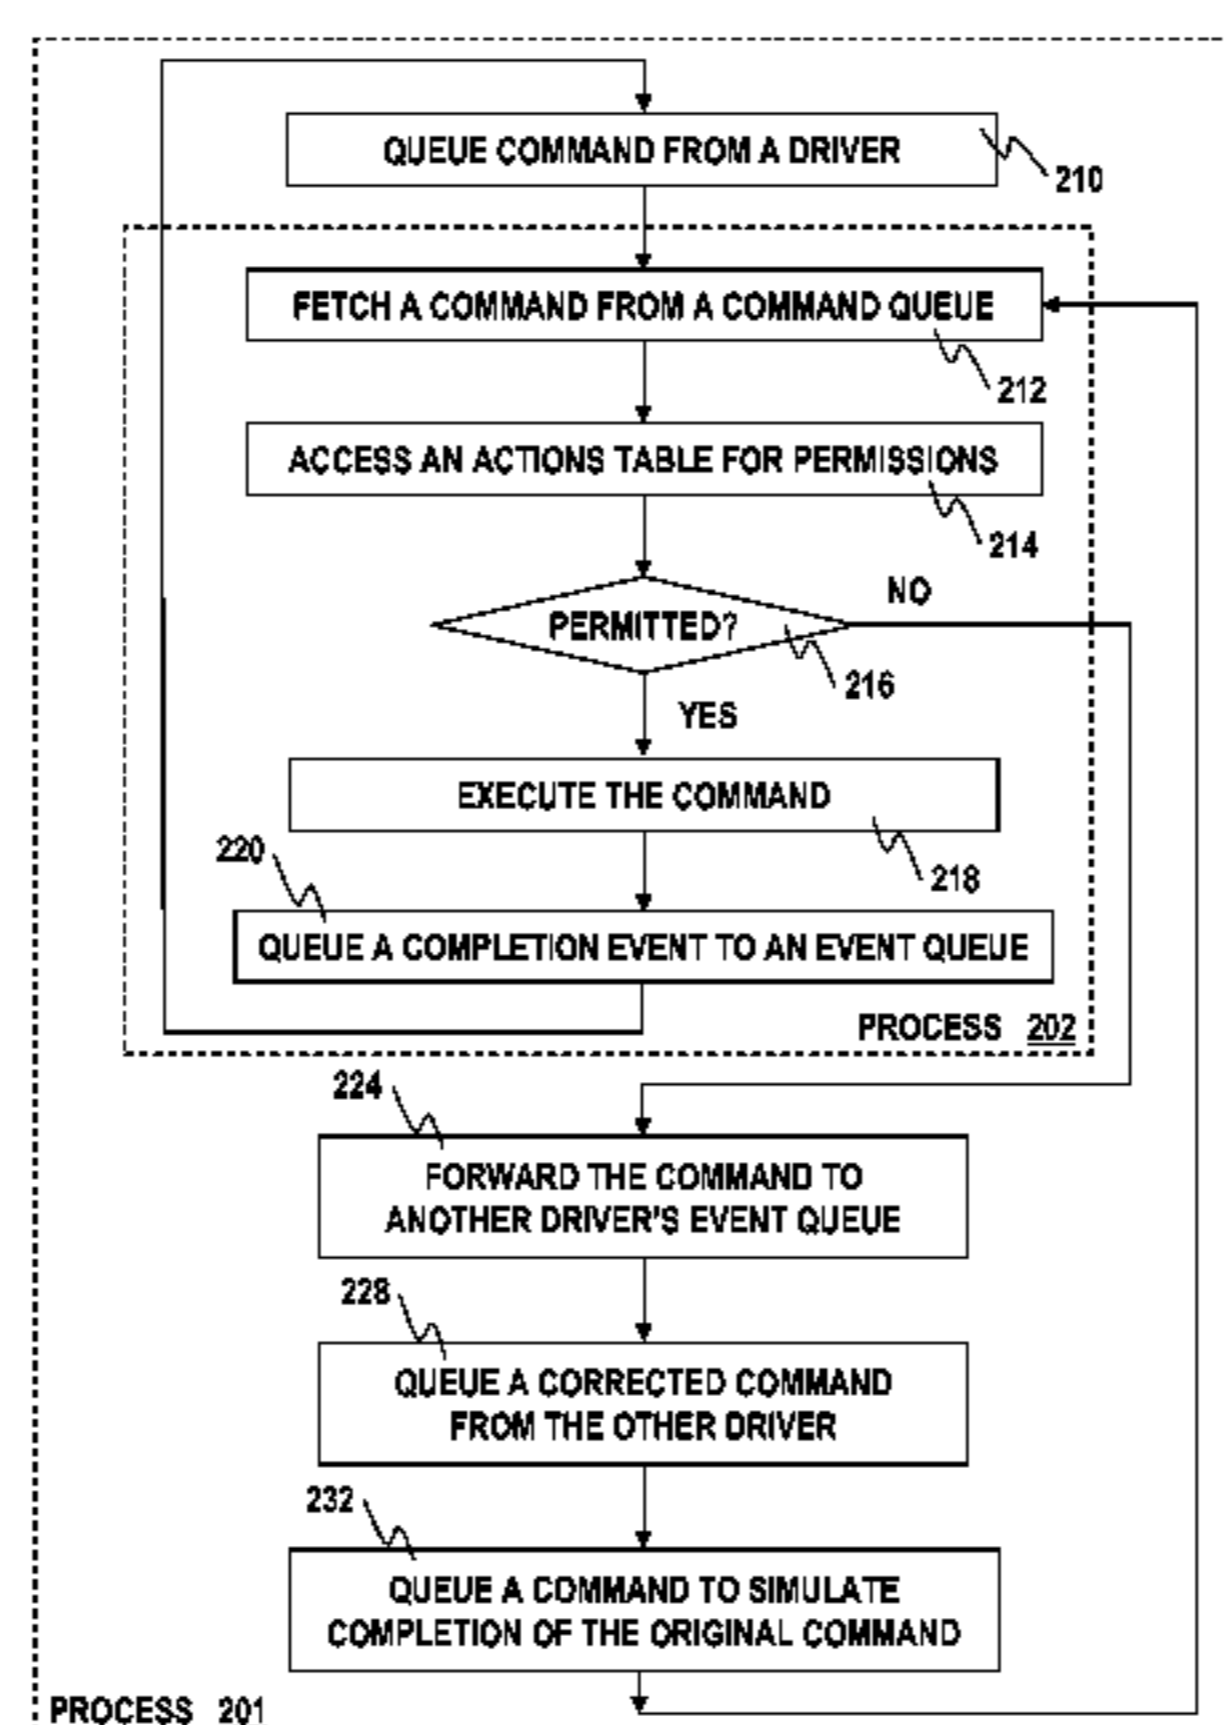 QUEUE COMMAND FROM A DRIVER
210
FETCH A COMMAND FROM A COMMAND QUEUE
212
ACCESS AN ACTIONS TABLE FOR PERMISSIONS
214
NO
PERMITTED?
216
YES
EXECUTE THE COMMAND
218
220
QUEUE A COMPLETION EVENT TO AN EVENT QUEUE
PROCESS 202
224
FORWARD THE COMMAND TO
ANOTHER DRIVER'S EVENT QUEUE
228
QUEUE A CORRECTED COMMAND
FROM THE OTHER DRIVER
232
QUEUE A COMMAND TO SIMULATE
COMPLETION OF THE ORIGINAL COMMAND
PROCESS 201